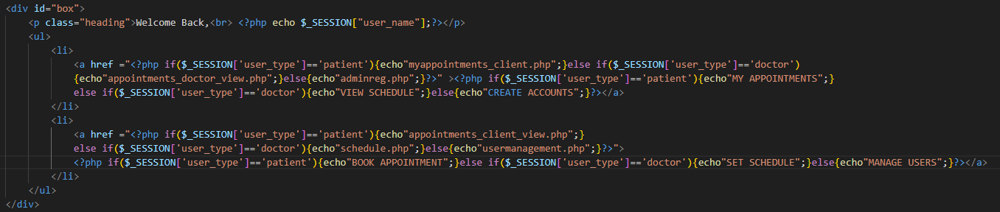 <div id="box">
<p class="heading">Welcome Back,<br> <?php echo $_SESSION["user_name"];?></p>
<ul>
<li>
<a href ="<?php if($_SESSION['user_type']=='patient'){echo"myappointments_client.php";}else if($_SESSION['user_type']=='doctor')
{echo"appointments_doctor_view.php";}else{echo"adminreg.php";}?>" ><?php if($_SESSION['user_type']=='patient'){echo"MY APPOINTMENTS";}
else if($_SESSION['user_type']=='doctor'){echo"VIEW SCHEDULE";}else{echo"CREATE ACCOUNTS";}?></a>
</li>
<li>
<a href ="<?php if($_SESSION['user_type']=='patient'){echo"appointments_client_view.php";}
else if($_SESSION['user_type']=='doctor'){echo"schedule.php";}else{echo"usermanagement.php";}?>">
<?php if($_SESSION['user_type']=='patient'){echo"BOOK APPOINTMENT";}else if($_SESSION['user_type']=='doctor'){echo"SET SCHEDULE";}else{echo"MANAGE USERS";}?></a>
</li>
</ul>
</div>